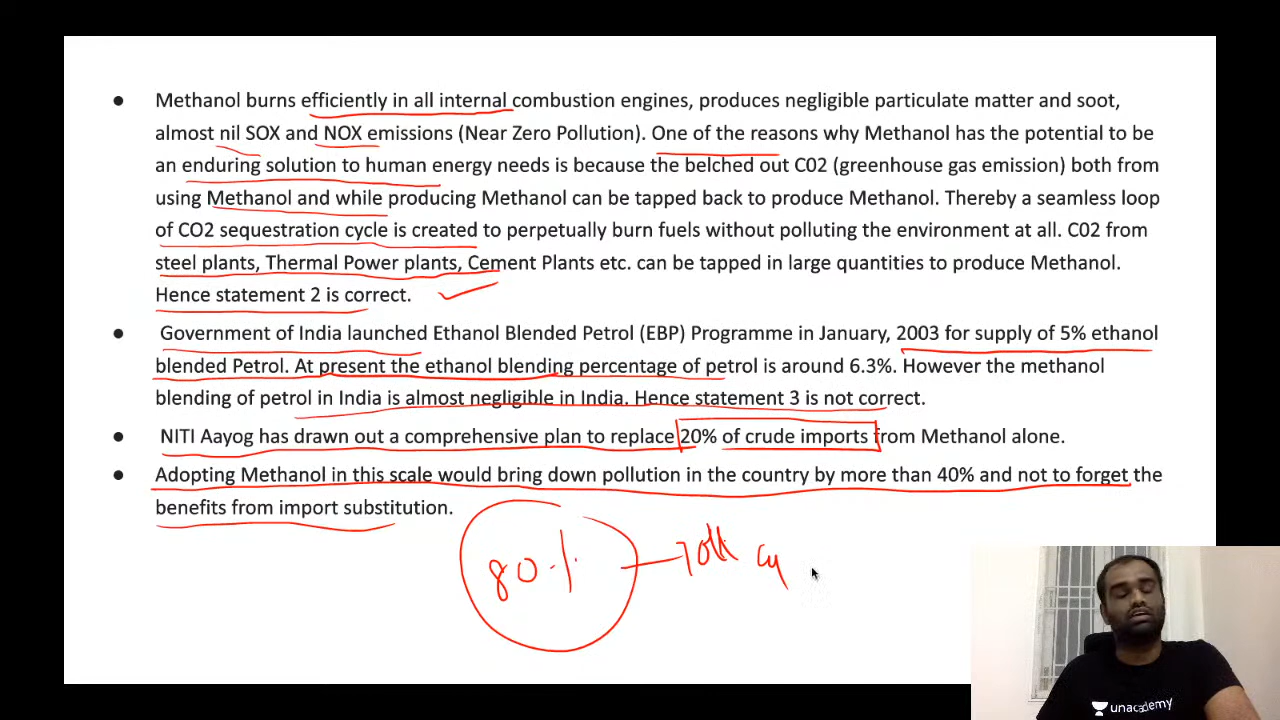 ● Methanol burns efficiently in all internal combustion engines, produces negligible particulate matter and soot,
almost nil SOX and NOX emissions (Near Zero Pollution). One of the reasons why Methanol has the potential to be
an enduring solution to human energy needs is because the belched out C02 (greenhouse gas emission) both from
using Methanol and while producing Methanol can be tapped back to produce Methanol. Thereby a seamless loop
of CO2 sequestration cycle is created to perpetually burn fuels without polluting the environment at all. C02 from
steel plants, Thermal Power plants, Cement Plants etc. can be tapped in large quantities to produce Methanol.
Hence statement 2 is correct.
● Government of India launched Ethanol Blended Petrol (EBP) Programme in January, 2003 for supply of 5% ethanol
blended Petrol. At present the ethanol blending percentage of petrol is around 6.3%. However the methanol
blending of petrol in India is almost negligible in India. Hence statement 3 is not correct.
● NITI Aayog has drawn out a comprehensive plan to replace 20% of crude imports from Methanol alone.
● Adopting Methanol in this scale would bring down pollution in the country by more than 40% and not to forget the
benefits from import substitution.
80%
unacademy